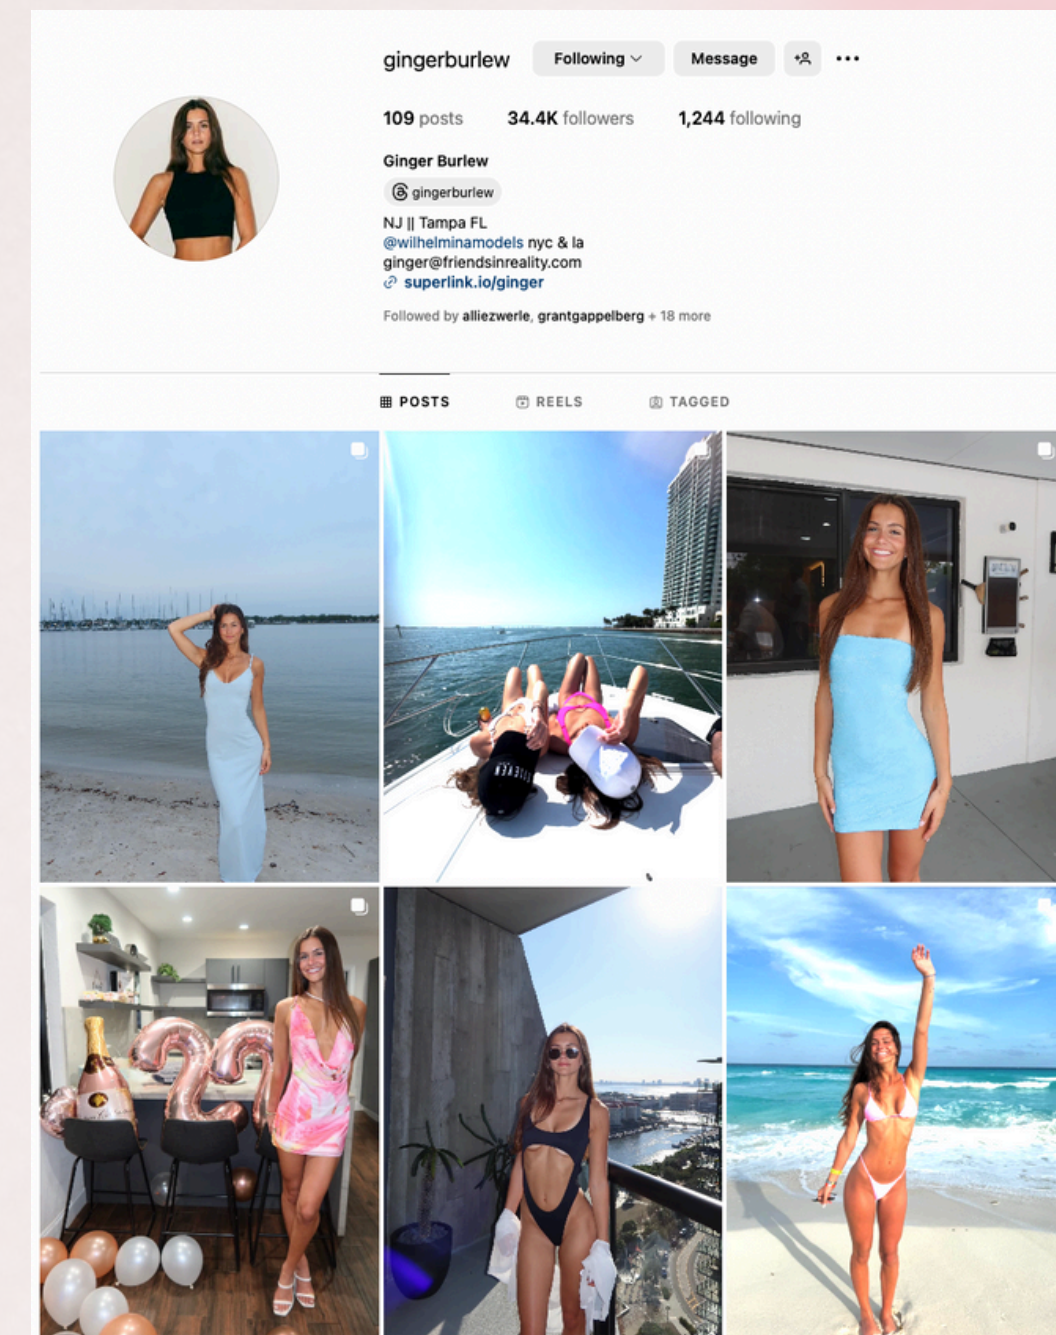 gingerburlew Following Message
109 posts 34.4K followers 1,244 following
Ginger Burlew
gingerburlew
NJ || Tampa FL
@wilhelminamodels nyc & la
ginger@friendsinreality.com
superlink.io/ginger
Followed by alliezwerle, grantgappelberg + 18 more
POSTS REELS TAGGED